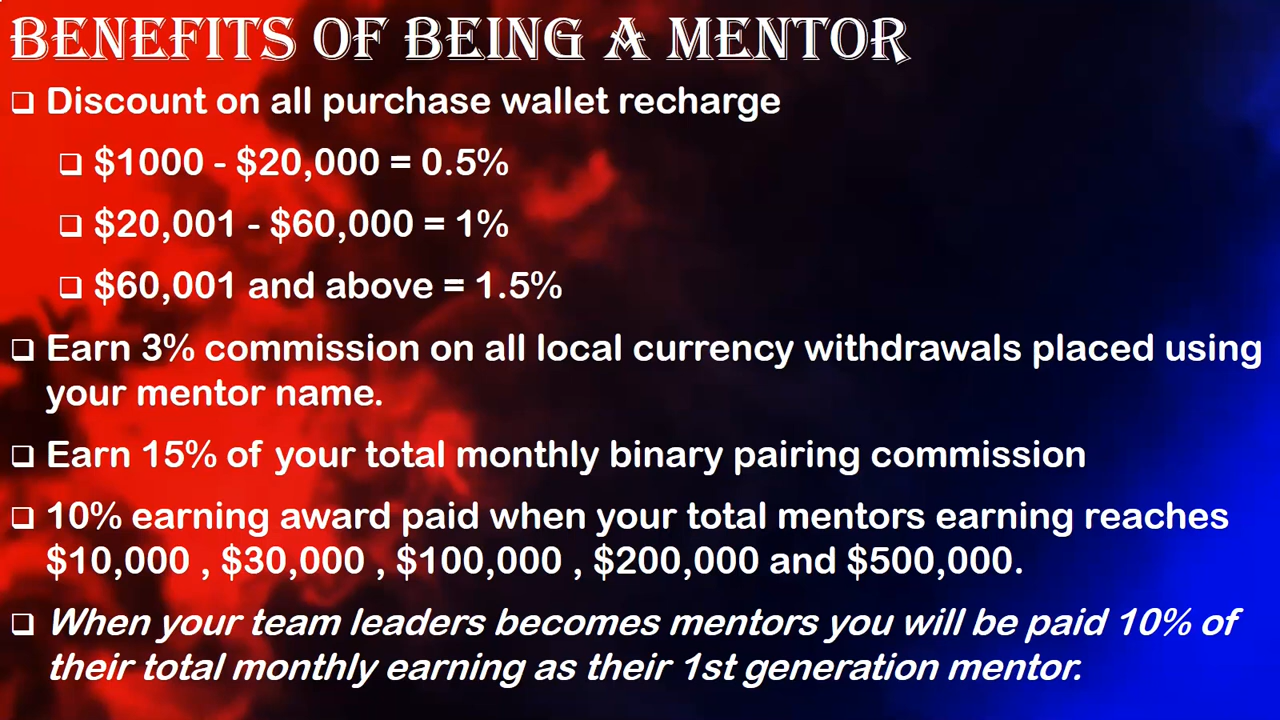 BENEFITS OF BEING A MENTOR
Discount on all purchase wallet recharge
$1000 - $20,000 = 0.5%
$20,001 - $60,000 = 1%
$60,001 and above = 1.5%
Earn 3% commission on all local currency withdrawals placed using
your mentor name.
Earn 15% of your total monthly binary pairing commission
10% earning award paid when your total mentors earning reaches
$10,000 , $30,000 , $100,000 , $200,000 and $500,000.
When your team leaders becomes mentors you will be paid 10% of
their total monthly earning as their 1st generation mentor.